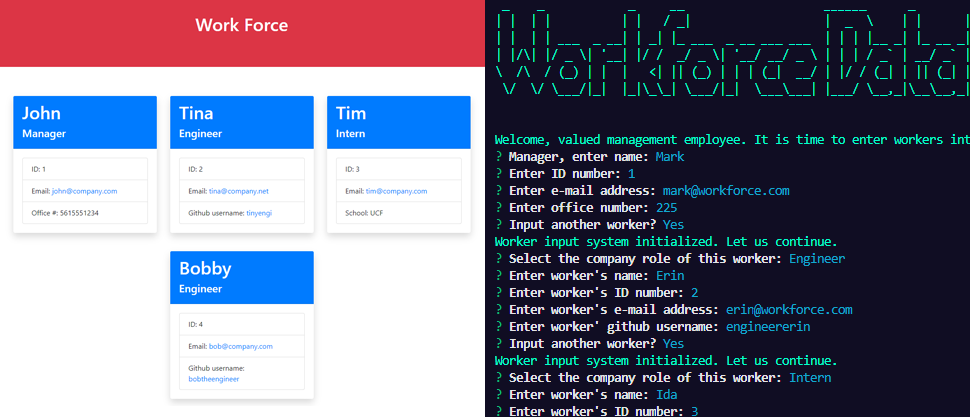 Work Force
John
Manager
ID: 1
Email: john@company.com
Office #: 5615551234
Tina
Engineer
ID: 2
Email: tina@company.net
Github username: tinyengi
Tim
Intern
ID: 3
Email: tim@company.com
School: UCF
Bobby
Engineer
ID: 4
Email: bob@company.com
Github username:
bobtheengineer
Workforce Dat
Welcome, valued management employee. It is time to enter workers int
? Manager, enter name: Mark
? Enter ID number: 1
? Enter e-mail address: mark@workforce.com
? Enter office number: 225
? Input another worker? Yes
Worker input system initialized. Let us continue.
? Select the company role of this worker: Engineer
? Enter worker's name: Erin
? Enter worker's ID number: 2
? Enter worker's e-mail address: erin@workforce.com
? Enter worker' github username: engineererin
? Input another worker? Yes
Worker input system initialized. Let us continue.
? Select the company role of this worker: Intern
? Enter worker's name: Ida
? Enter worker's ID number: 3